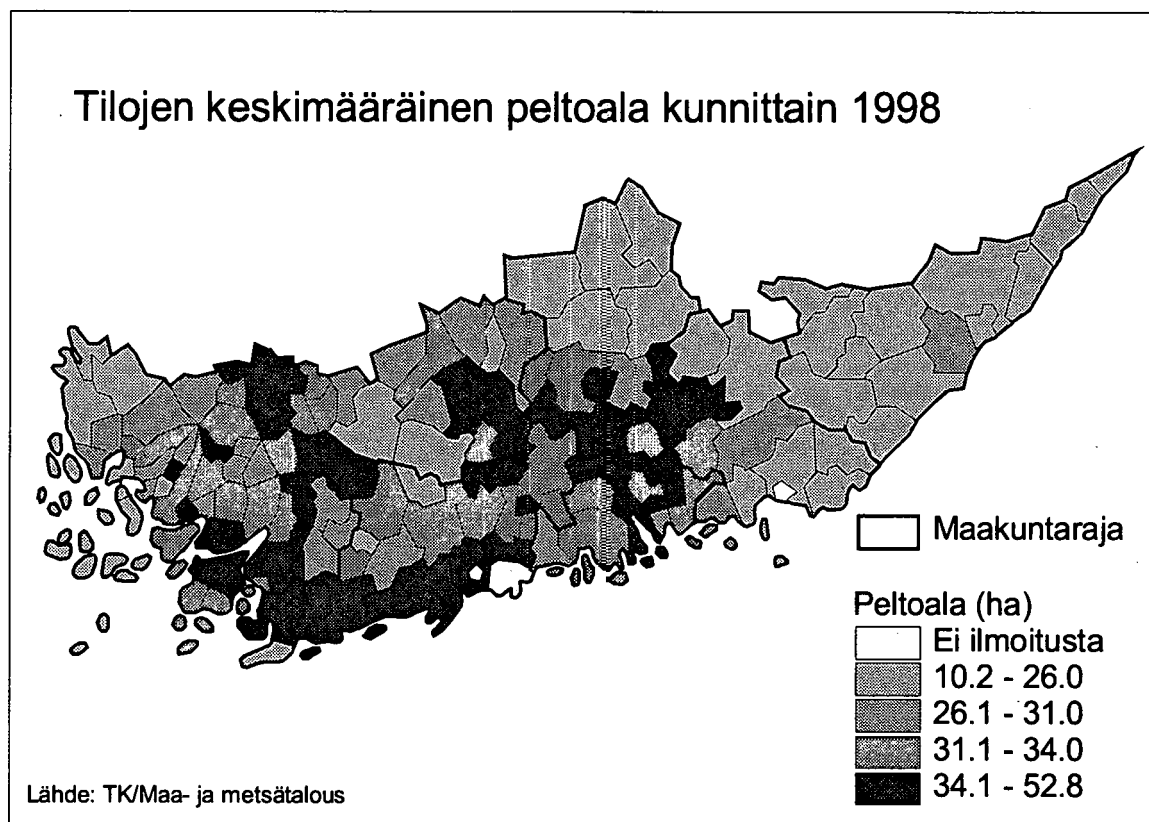 Tilojen keskimääräinen peltoala kunnittain 1998
Maakuntaraja
Peltoala (ha)
Ei ilmoitusta
10.2 - 26.0
26.1 - 31.0
31.1 - 34.0
34.1 - 52.8
Lähde: TK/Maa- ja metsätalous